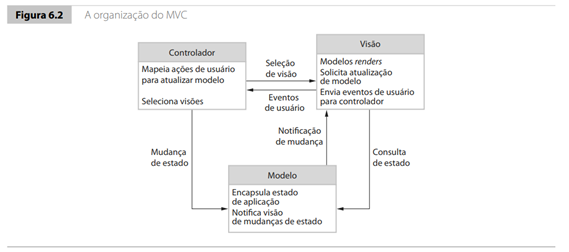 Figura 6.2 A organização do MVC
Controlador
Mapeia ações de usuário
para atualizar modelo
Seleciona visões
Seleção
de visão
Eventos
de usuário
Visão
Modelos renders
Solicita atualização
de modelo
Envia eventos de usuário
para controlador
Mudança
de estado
Notificação
de mudança
Consulta
de estado
Modelo
Encapsula estado
de aplicação
Notifica visão
de mudanças de estado